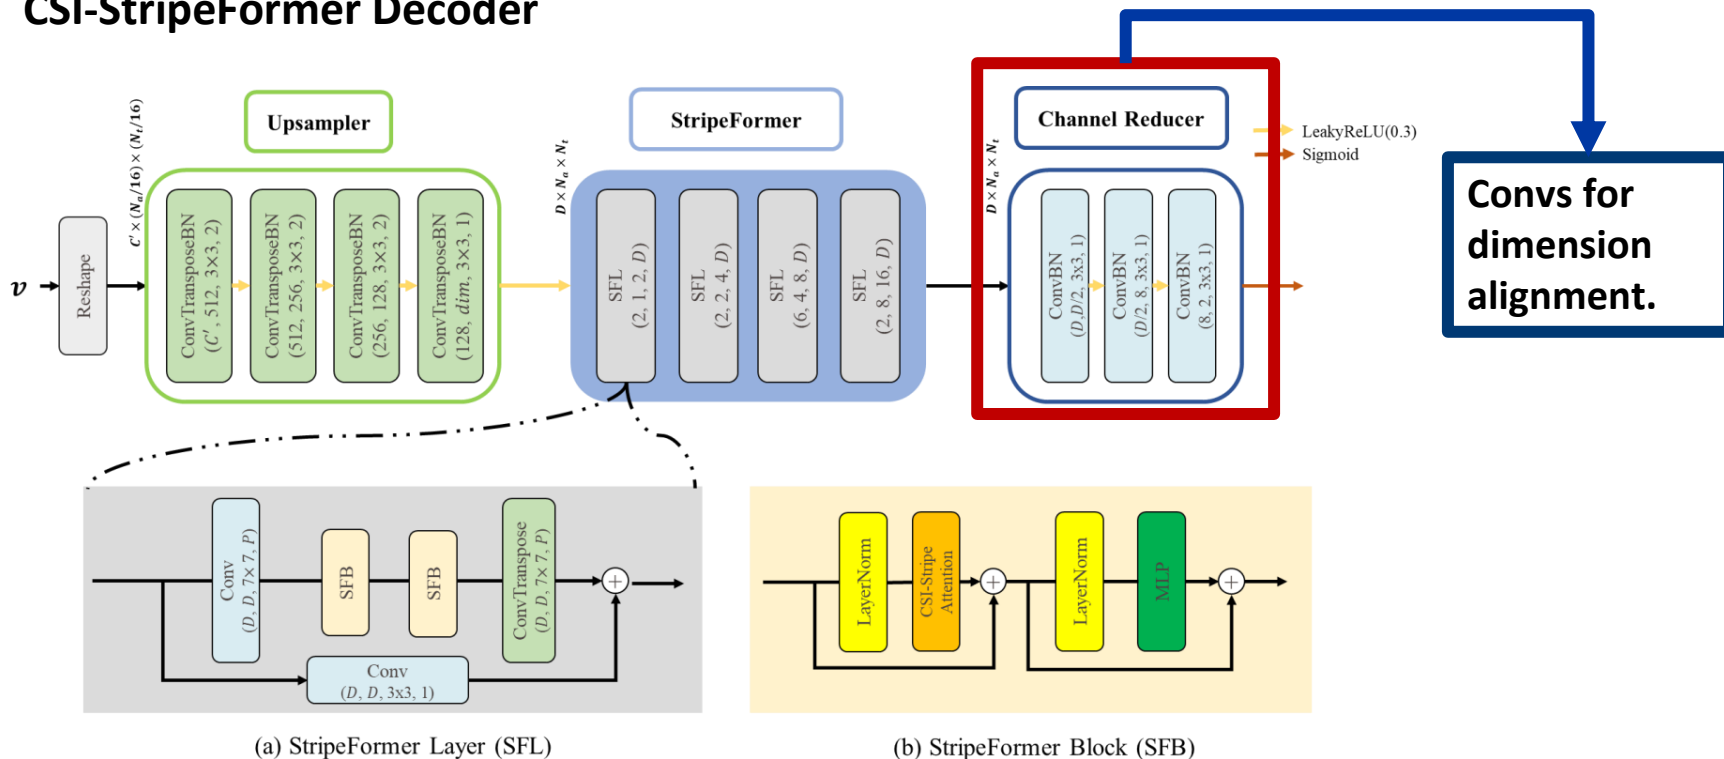 CSI-StripeFormer Decoder
Upsampler
StripeFormer
Channel Reducer
LeakyReLU(0.3)
Sigmoid
Convs for
dimension
alignment.
v
Reshape
C′ × (Nₐ/16) × (Nₜ/16)
ConvTransposeBN
(C′, 512, 3×3, 2)
ConvTransposeBN
(512, 256, 3×3, 2)
ConvTransposeBN
(256, 128, 3×3, 2)
ConvTransposeBN
(128, dim, 3×3, 1)
D × Nₐ × Nₜ
SFL
(2, 1, 2, D)
SFL
(2, 2, 4, D)
SFL
(6, 4, 8, D)
SFL
(2, 8, 16, D)
D × Nₐ × Nₜ
ConvBN
(D,D/2, 3x3, 1)
ConvBN
(D/2, 8, 3x3, 1)
ConvBN
(8, 2, 3x3, 1)
Conv
(D, D, 7×7, P)
SFB
SFB
ConvTranspose
(D, D, 7×7, P)
+
Conv
(D, D, 3x3, 1)
(a) StripeFormer Layer (SFL)
LayerNorm
CSI-Stripe
Attention
+
LayerNorm
MLP
+
(b) StripeFormer Block (SFB)